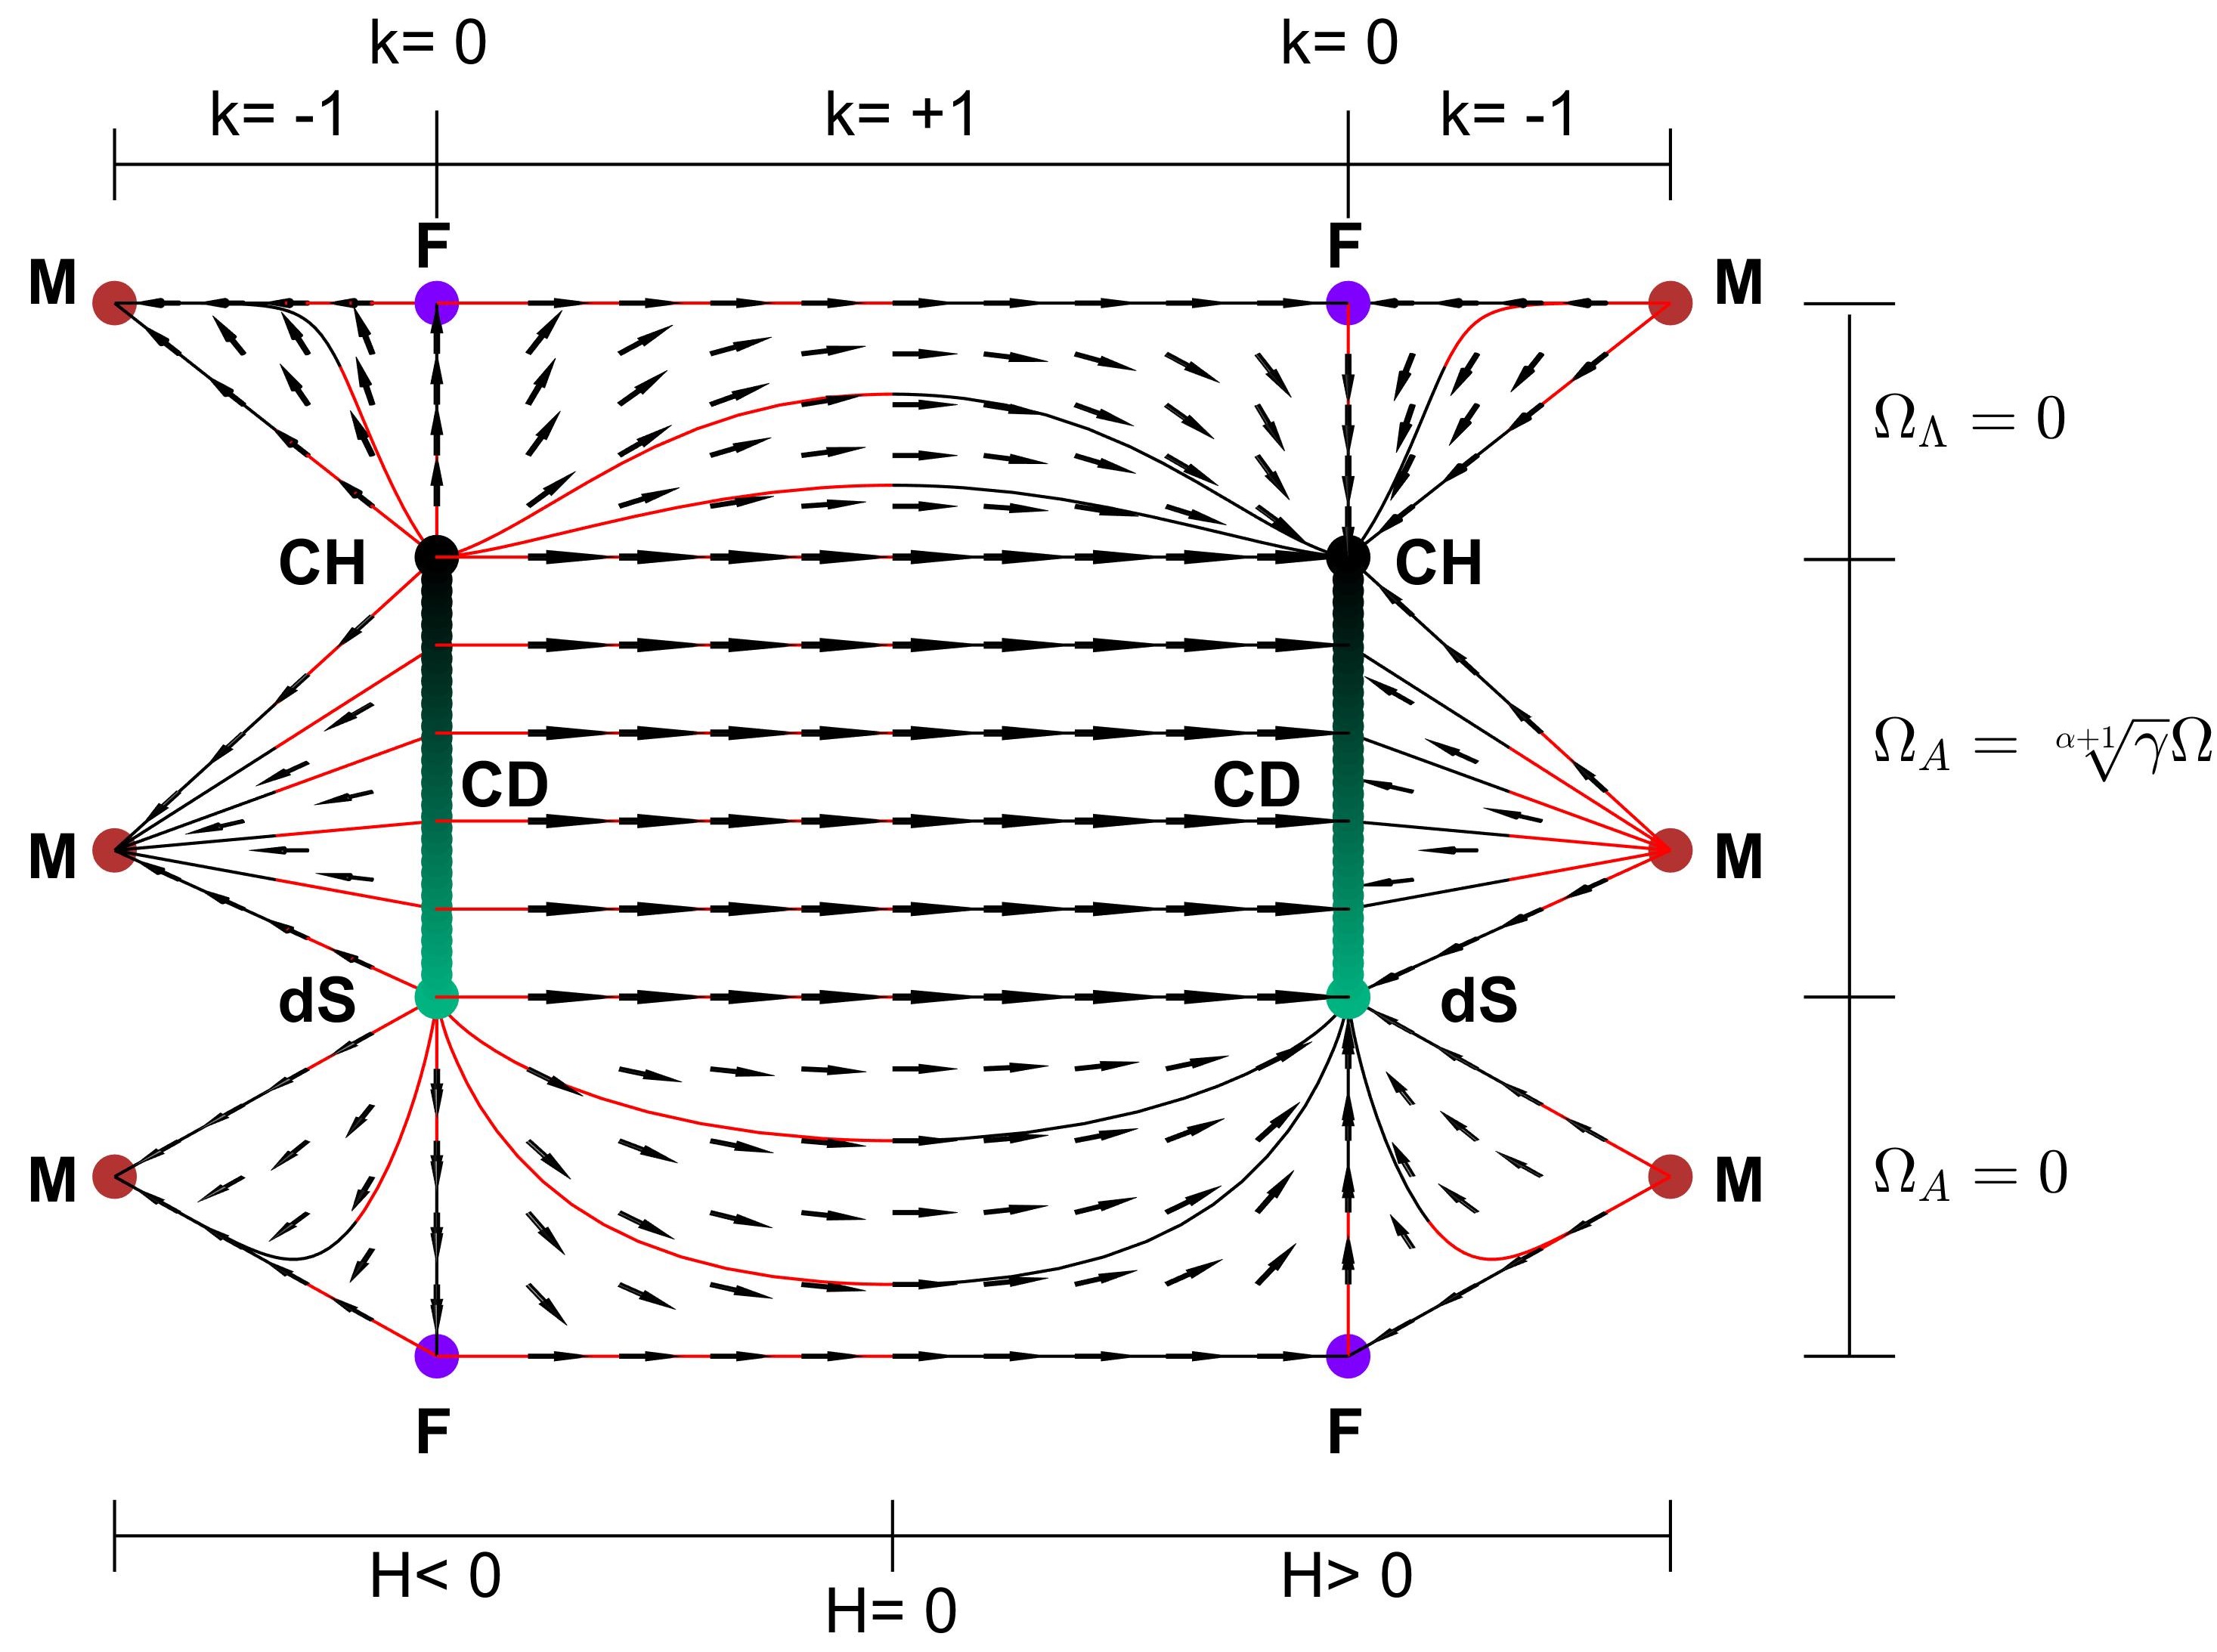 k= 0 k= 0
k= -1 k= +1 k= -1
F F
M M
Ω_Λ = 0
CH CH
Ω_A = ᵅ⁺¹√γΩ
CD CD
M M
dS dS
M M
Ω_A = 0
F F
H< 0 H> 0
H= 0